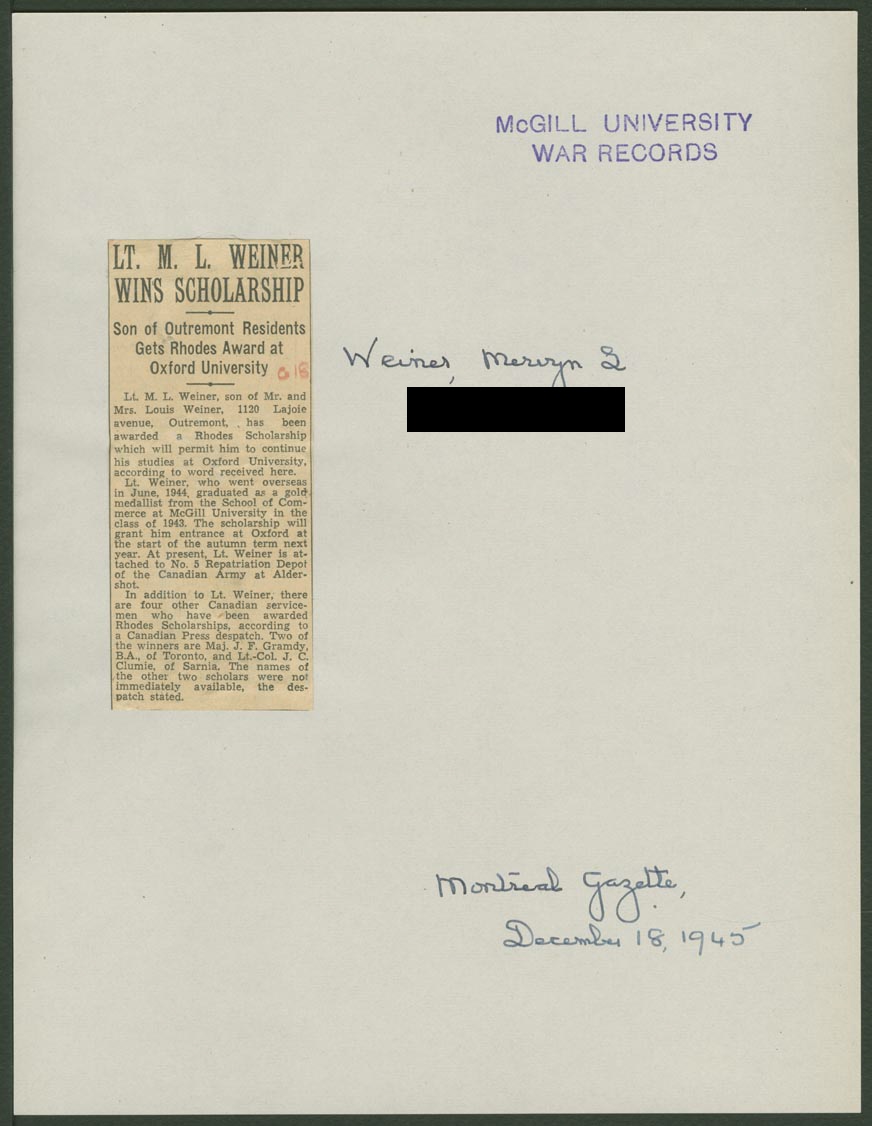 McGILL UNIVERSITY
WAR RECORDS
LT. M. L. WEINER
WINS SCHOLARSHIP
Son of Outremont Residents
Gets Rhodes Award at
Oxford University
G 18
Lt. M. L. Weiner, son of Mr. and
Mrs. Louis Weiner, 1120 Lajoie
avenue, Outremont, has been
awarded a Rhodes Scholarship
which will permit him to continue
his studies at Oxford University,
according to word received here.
Lt. Weiner, who went overseas
in June, 1944, graduated as a gold
medallist from the School of Com-
merce at McGill University in the
class of 1943. The scholarship will
grant him entrance at Oxford at
the start of the autumn term next
year. At present, Lt. Weiner is at-
tached to No. 5 Repatriation Depot
of the Canadian Army at Alder-
shot.
In addition to Lt. Weiner, there
are four other Canadian service-
men who have been awarded
Rhodes Scholarships, according to
a Canadian Press despatch. Two of
the winners are Maj. J. F. Gramdy,
B.A., of Toronto, and Lt.-Col. J. C.
Clumie, of Sarnia. The names of
the other two scholars were not
immediately available, the des-
patch stated.
Weiner, Mervyn L
Montreal Gazette,
December 18, 1945